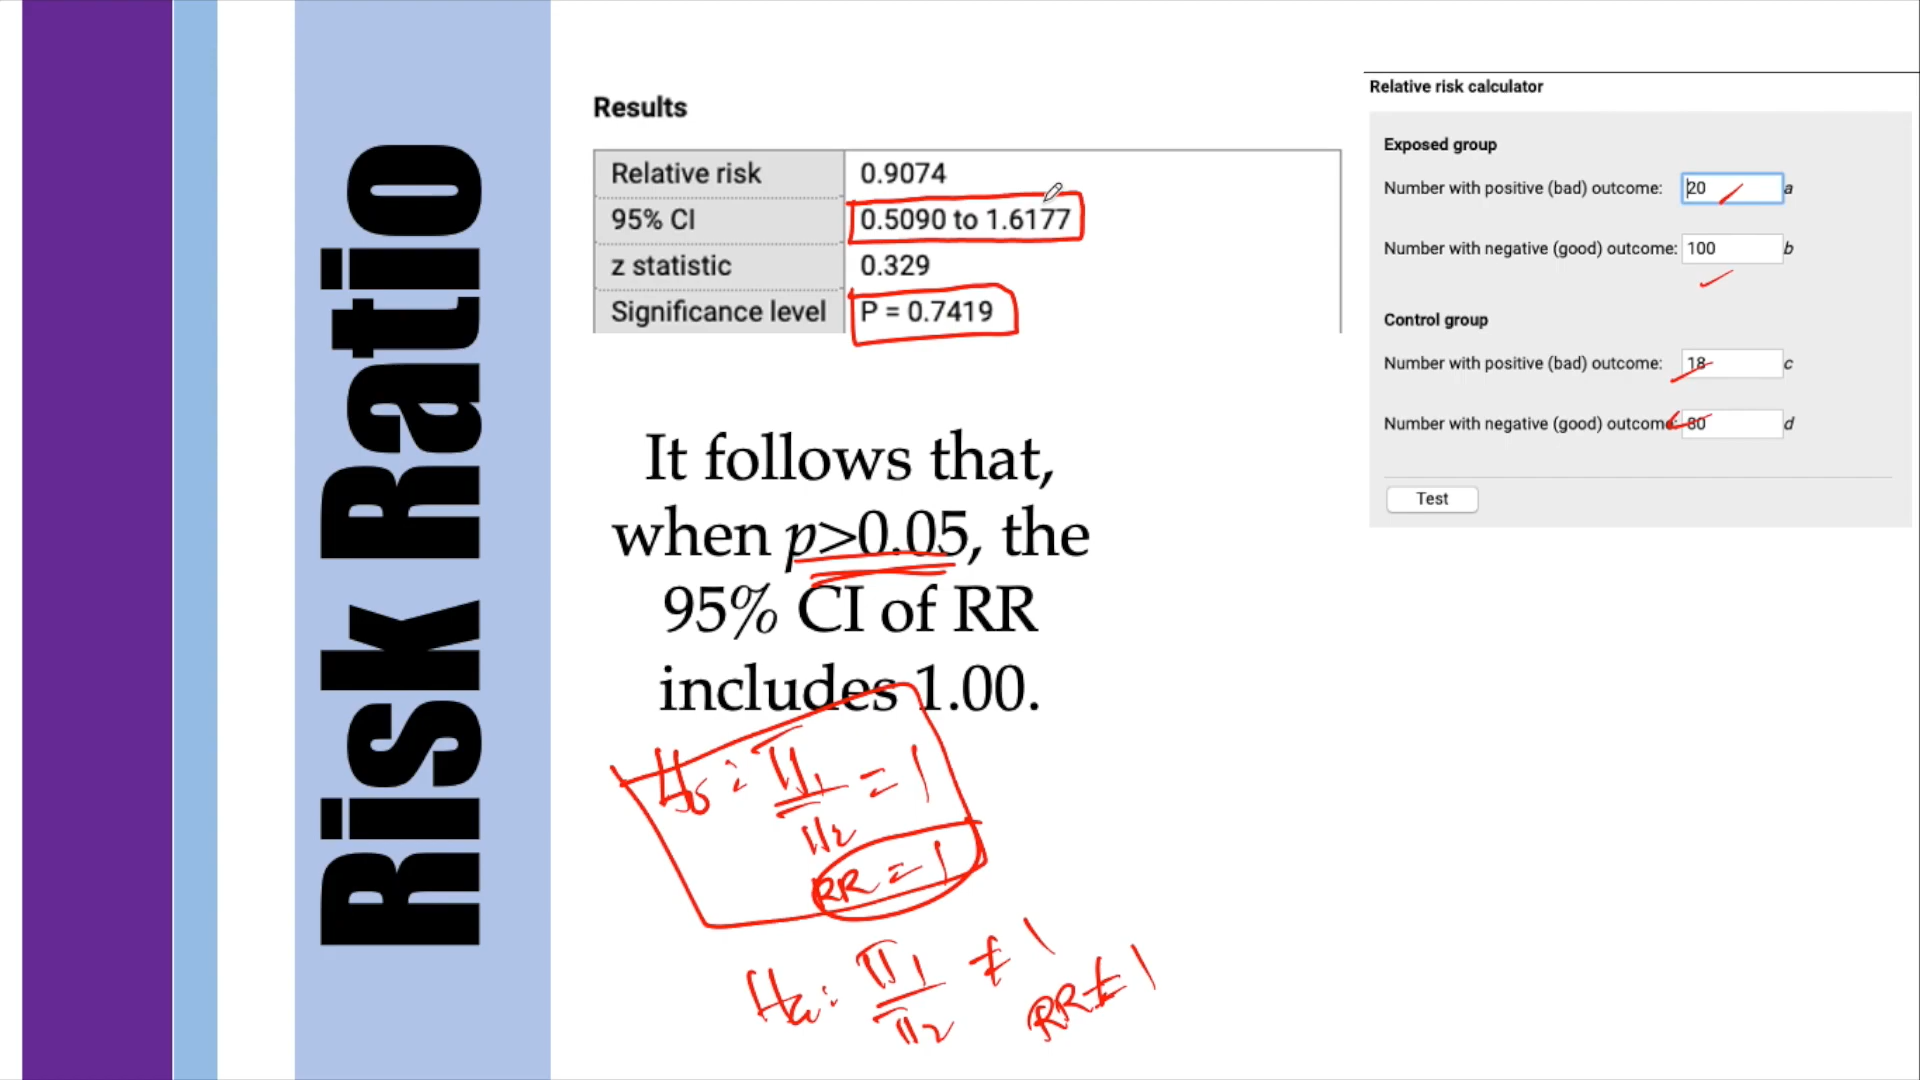 Risk Ratio
Results
Relative risk 0.9074
95% CI 0.5090 to 1.6177
z statistic 0.329
Significance level P = 0.7419
It follows that,
when p>0.05, the
95% CI of RR
includes 1.00.
H₀ : π₁/π₂ = 1
RR = 1
Hₐ : π₁/π₂ ≠ 1
RR ≠ 1
Relative risk calculator
Exposed group
Number with positive (bad) outcome: 20 a
Number with negative (good) outcome: 100 b
Control group
Number with positive (bad) outcome: 18 c
Number with negative (good) outcome: 80 d
Test